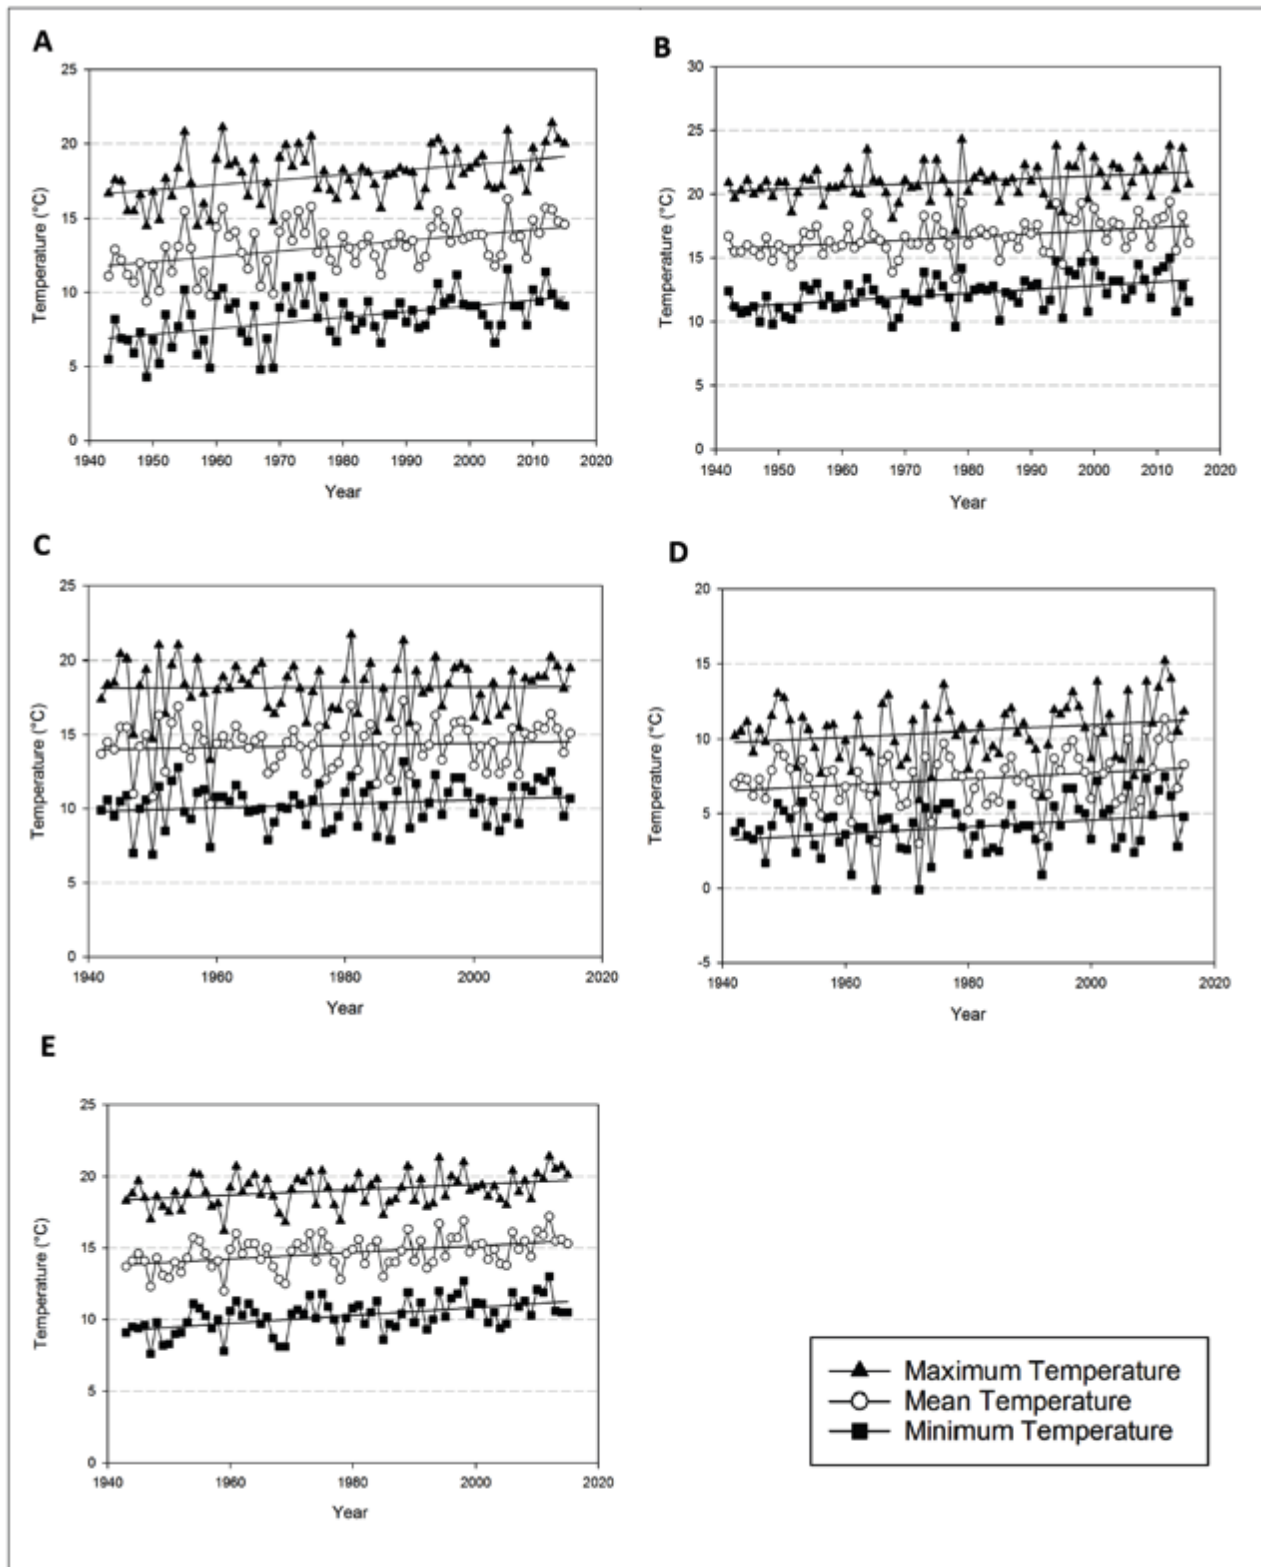 A
25
20
15
10
5
0
Temperature (°C)
1940 1950 1960 1970 1980 1990 2000 2010 2020
Year
B
30
25
20
15
10
5
0
Temperature (°C)
1940 1950 1960 1970 1980 1990 2000 2010 2020
Year
C
25
20
15
10
5
0
Temperature (°C)
1940 1960 1980 2000 2020
Year
D
20
15
10
5
0
-5
Temperature (°C)
1940 1960 1980 2000 2020
Year
E
25
20
15
10
5
0
Temperature (°C)
1940 1960 1980 2000 2020
Year
Maximum Temperature
Mean Temperature
Minimum Temperature